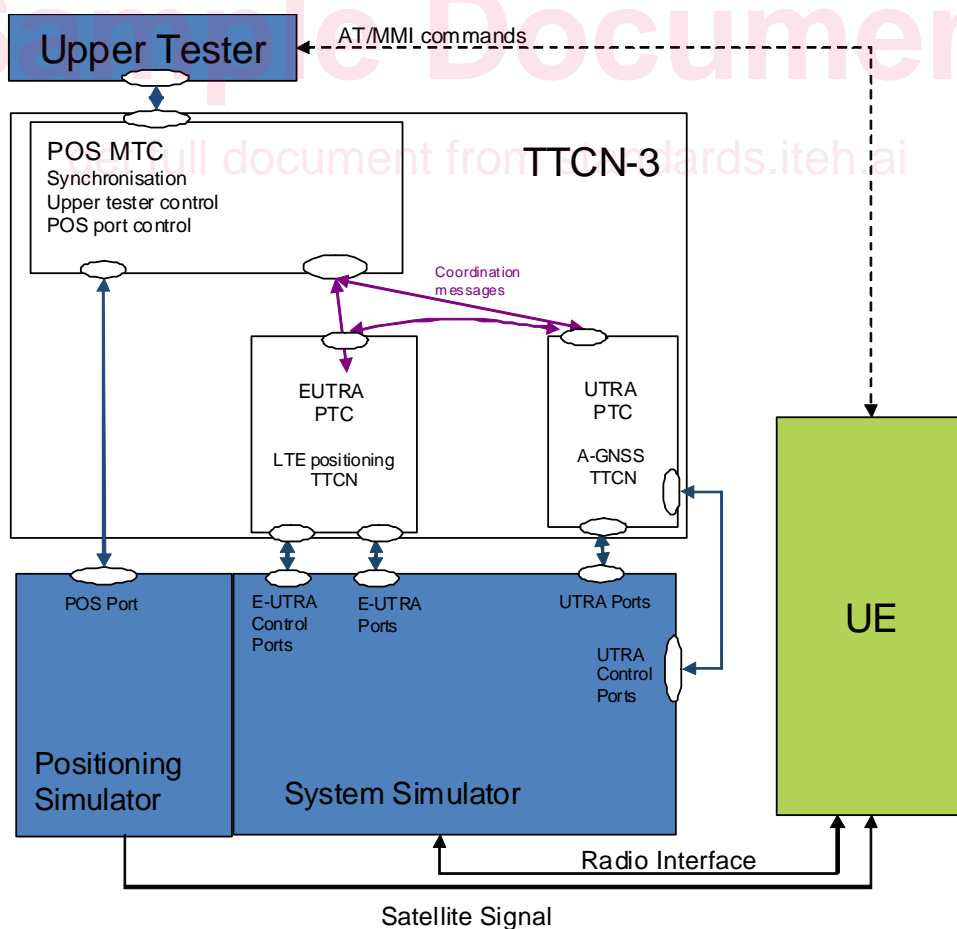 Sample Document
Upper Tester
AT/MMI commands
get full document from standards.iteh.ai
POS MTC
Synchronisation
Upper tester control
POS port control
TTCN-3
Coordination
messages
EUTRA
PTC
LTE positioning
TTCN
UTRA
PTC
A-GNSS
TTCN
POS Port
E-UTRA
Control
Ports
E-UTRA
Ports
UTRA Ports
UTRA
Control
Ports
UE
Positioning
Simulator
System Simulator
Radio Interface
Satellite Signal